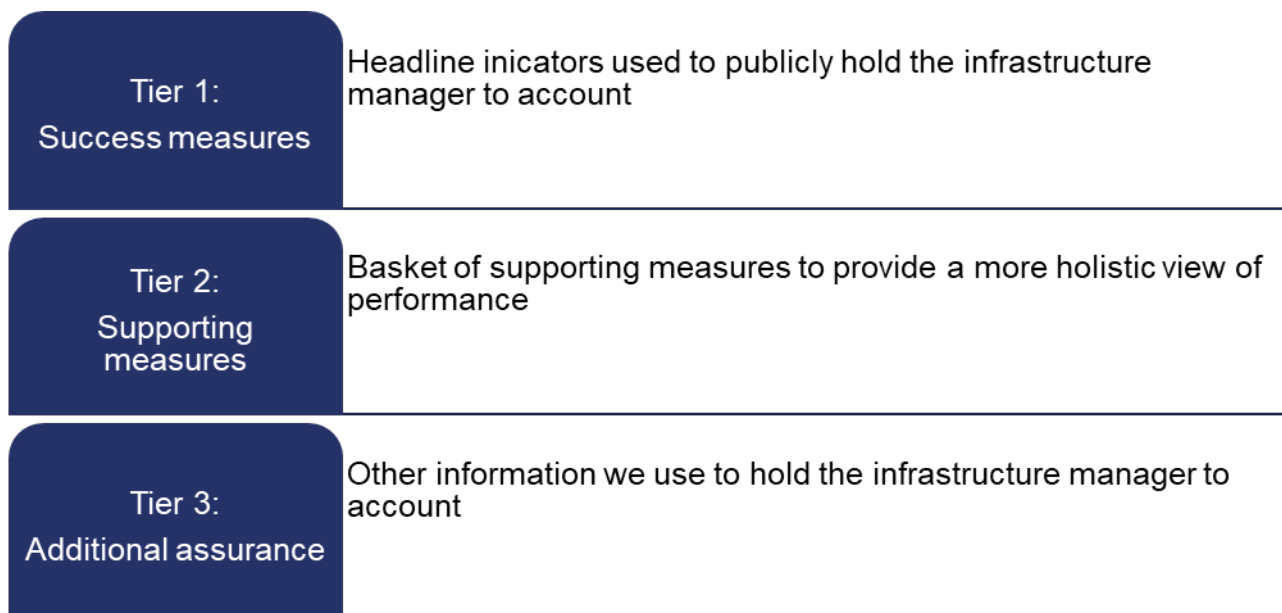 Tier 1:
Success measures
Headline inicators used to publicly hold the infrastructure
manager to account
Tier 2:
Supporting
measures
Basket of supporting measures to provide a more holistic view of
performance
Tier 3:
Additional assurance
Other information we use to hold the infrastructure manager to
account